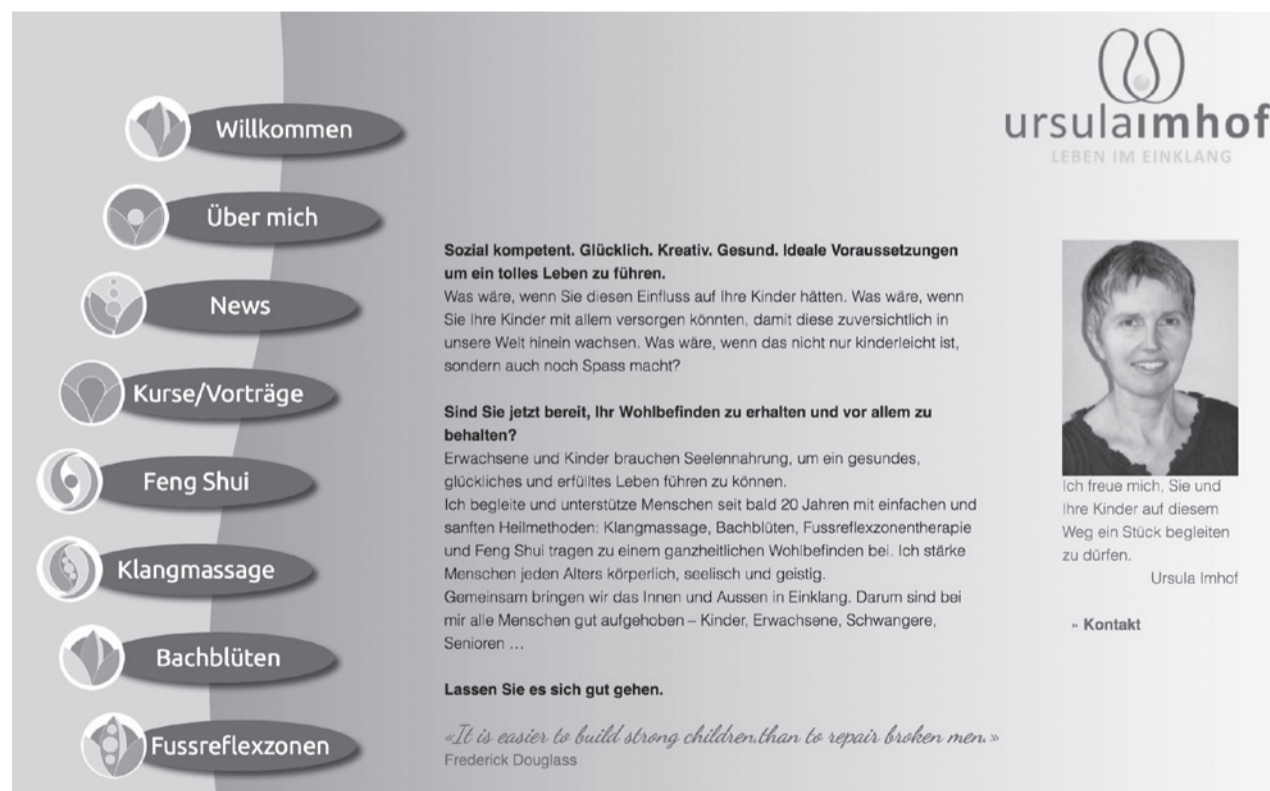 Willkommen
Über mich
News
Kurse/Vorträge
Feng Shui
Klangmassage
Bachblüten
Fussreflexzonen
Sozial kompetent. Glücklich. Kreativ. Gesund. Ideale Voraussetzungen
um ein tolles Leben zu führen.
Was wäre, wenn Sie diesen Einfluss auf Ihre Kinder hätten. Was wäre, wenn
Sie Ihre Kinder mit allem versorgen könnten, damit diese zuversichtlich in
unsere Welt hinein wachsen. Was wäre, wenn das nicht nur kinderleicht ist,
sondern auch noch Spass macht?
Sind Sie jetzt bereit, Ihr Wohlbefinden zu erhalten und vor allem zu
behalten?
Erwachsene und Kinder brauchen Seelennahrung, um ein gesundes,
glückliches und erfülltes Leben führen zu können.
Ich begleite und unterstütze Menschen seit bald 20 Jahren mit einfachen und
sanften Heilmethoden: Klangmassage, Bachblüten, Fussreflexzonentherapie
und Feng Shui tragen zu einem ganzheitlichen Wohlbefinden bei. Ich stärke
Menschen jeden Alters körperlich, seelisch und geistig.
Gemeinsam bringen wir das Innen und Aussen in Einklang. Darum sind bei
mir alle Menschen gut aufgehoben – Kinder, Erwachsene, Schwangere,
Senioren ...
Lassen Sie es sich gut gehen.
«It is easier to build strong children.than to repair broken men.»
Frederick Douglass
ursulaimhof
LEBEN IM EINKLANG
Ich freue mich, Sie und
Ihre Kinder auf diesem
Weg ein Stück begleiten
zu dürfen.
Ursula Imhof
» Kontakt